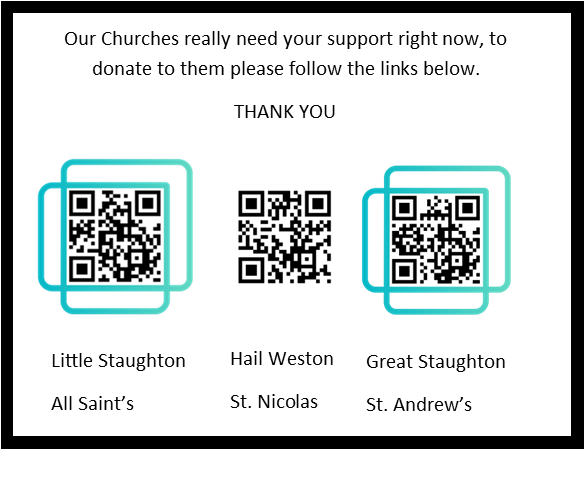 Our Churches really need your support right now, to
donate to them please follow the links below.
THANK YOU
Little Staughton
All Saint’s
Hail Weston
St. Nicolas
Great Staughton
St. Andrew’s